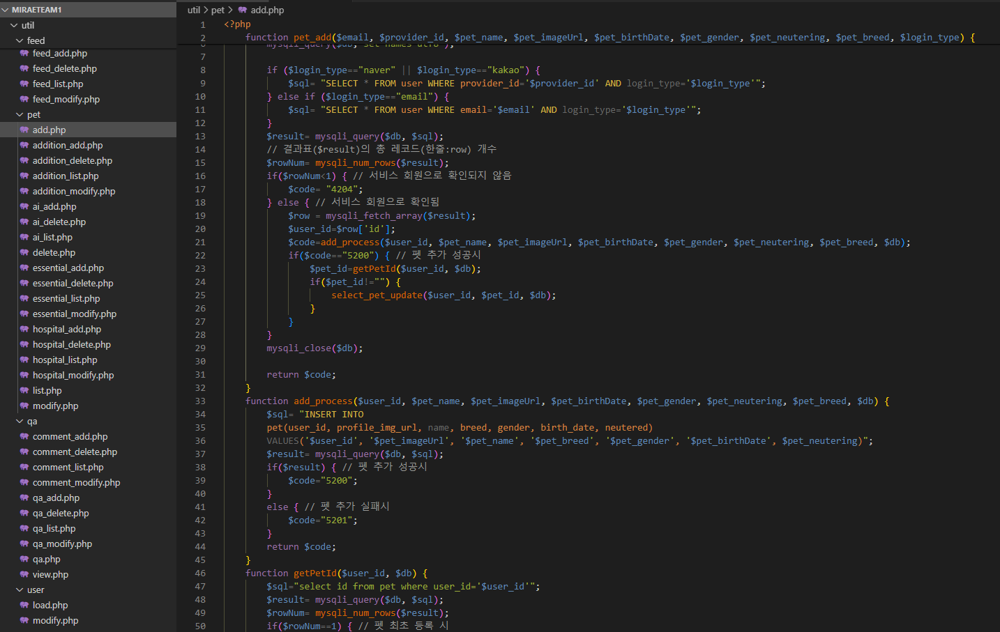 MIRAETEAM1
util
feed
feed_add.php
feed_delete.php
feed_list.php
feed_modify.php
pet
add.php
addition_add.php
addition_delete.php
addition_list.php
addition_modify.php
ai_add.php
ai_delete.php
ai_list.php
delete.php
essential_add.php
essential_delete.php
essential_list.php
essential_modify.php
hospital_add.php
hospital_delete.php
hospital_list.php
hospital_modify.php
list.php
modify.php
qa
comment_add.php
comment_delete.php
comment_list.php
comment_modify.php
qa_add.php
qa_delete.php
qa_list.php
qa_modify.php
qa.php
view.php
user
load.php
modify.php
util > pet > add.php
1 <?php
2 function pet_add($email, $provider_id, $pet_name, $pet_imageUrl, $pet_birthDate, $pet_gender, $pet_neutering, $pet_breed, $login_type) {
7
8 if ($login_type=="naver" || $login_type=="kakao") {
9 $sql= "SELECT * FROM user WHERE provider_id='$provider_id' AND login_type='$login_type'";
10 } else if ($login_type=="email") {
11 $sql= "SELECT * FROM user WHERE email='$email' AND login_type='$login_type'";
12 }
13 $result= mysqli_query($db, $sql);
14 // 결과표($result)의 총 레코드(한줄:row) 개수
15 $rowNum= mysqli_num_rows($result);
16 if($rowNum<1) { // 서비스 회원으로 확인되지 않음
17 $code= "4204";
18 } else { // 서비스 회원으로 확인됨
19 $row = mysqli_fetch_array($result);
20 $user_id=$row['id'];
21 $code=add_process($user_id, $pet_name, $pet_imageUrl, $pet_birthDate, $pet_gender, $pet_neutering, $pet_breed, $db);
22 if($code=="5200") { // 펫 추가 성공시
23 $pet_id=getPetId($user_id, $db);
24 if($pet_id!="") {
25 select_pet_update($user_id, $pet_id, $db);
26 }
27 }
28 }
29 mysqli_close($db);
30
31 return $code;
32 }
33 function add_process($user_id, $pet_name, $pet_imageUrl, $pet_birthDate, $pet_gender, $pet_neutering, $pet_breed, $db) {
34 $sql= "INSERT INTO
35 pet(user_id, profile_img_url, name, breed, gender, birth_date, neutered)
36 VALUES('$user_id', '$pet_imageUrl', '$pet_name', '$pet_breed', '$pet_gender', '$pet_birthDate', $pet_neutering)";
37 $result= mysqli_query($db, $sql);
38 if($result) { // 펫 추가 성공시
39 $code="5200";
40 }
41 else { // 펫 추가 실패시
42 $code="5201";
43 }
44 return $code;
45 }
46 function getPetId($user_id, $db) {
47 $sql="select id from pet where user_id='$user_id'";
48 $result= mysqli_query($db, $sql);
49 $rowNum= mysqli_num_rows($result);
50 if($rowNum==1) { // 펫 최초 등록 시